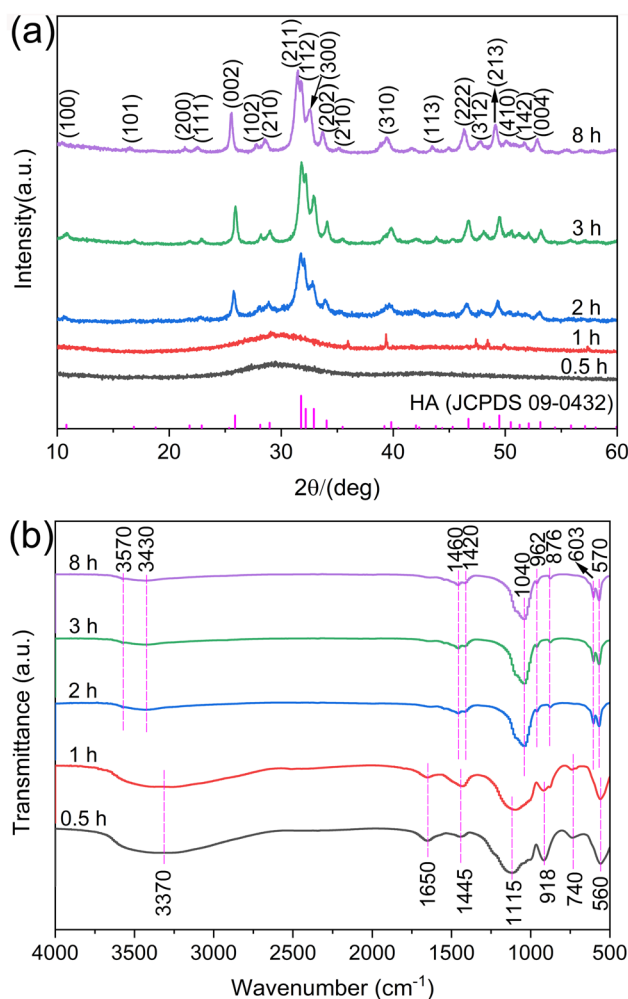 (a)
(100)
(101)
(200)
(111)
(002)
(102)
(210)
(211)
(112)
(300)
(202)
(210)
(310)
(113)
(222)
(312)
(213)
(410)
(142)
(004)
8 h
3 h
2 h
1 h
0.5 h
HA (JCPDS 09-0432)
Intensity(a.u.)
10 20 30 40 50 60
2θ/(deg)
(b)
3570
3430
1460
1420
1040
962
876
603
570
8 h
3 h
2 h
1 h
0.5 h
3370
1650
1445
1115
918
740
560
Transmittance (a.u.)
4000 3500 3000 2500 2000 1500 1000 500
Wavenumber (cm⁻¹)